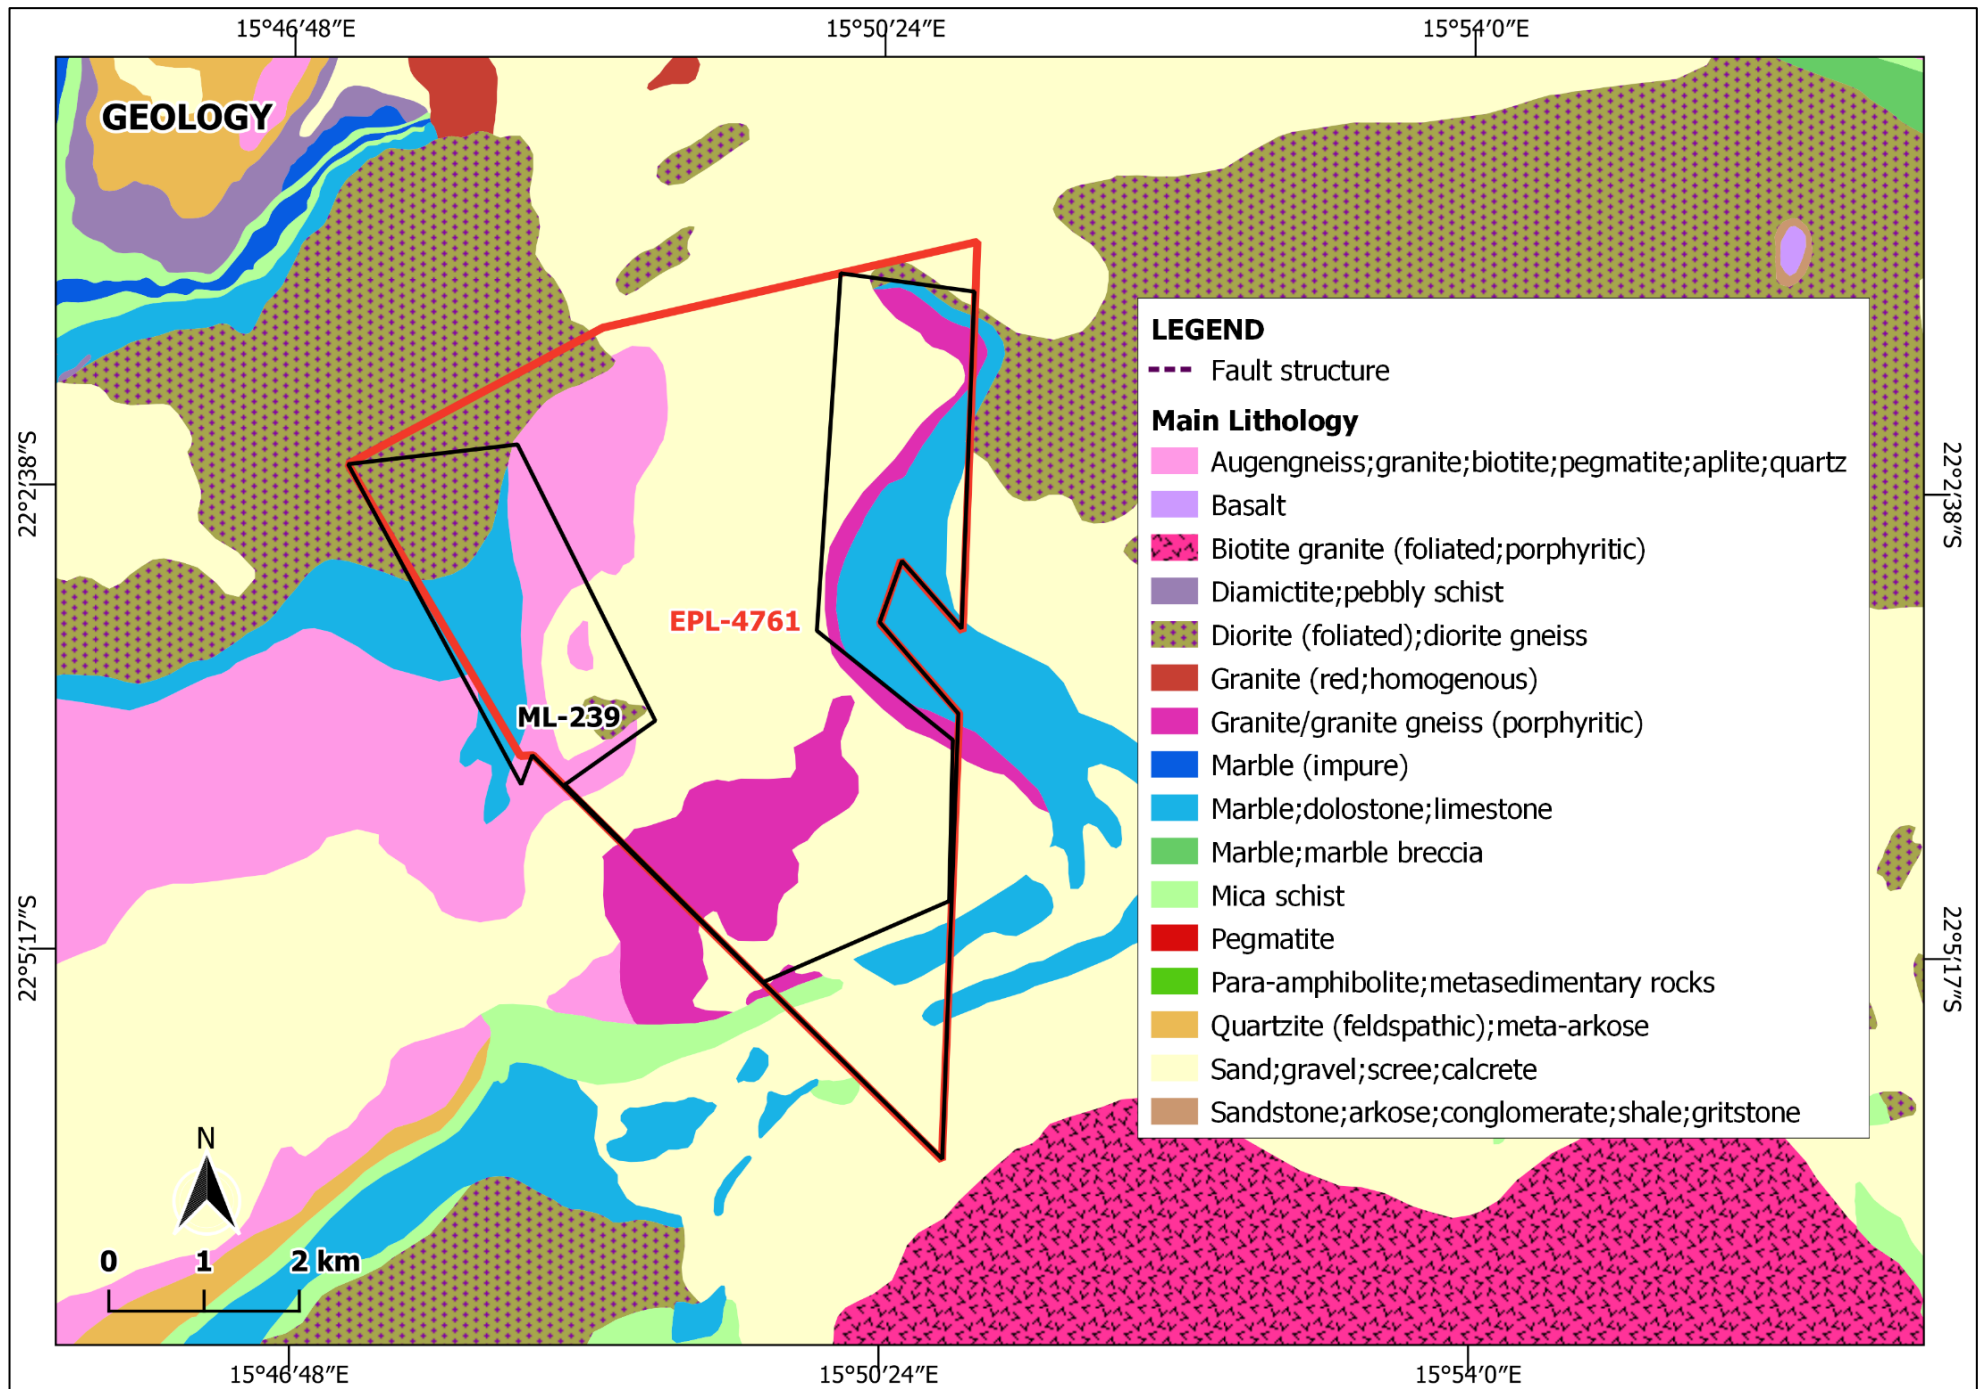 15°46′48″E 15°50′24″E 15°54′0″E
GEOLOGY
LEGEND
Fault structure
Main Lithology
Augengneiss;granite;biotite;pegmatite;aplite;quartz
Basalt
Biotite granite (foliated;porphyritic)
Diamictite;pebbly schist
Diorite (foliated);diorite gneiss
Granite (red;homogenous)
Granite/granite gneiss (porphyritic)
Marble (impure)
Marble;dolostone;limestone
Marble;marble breccia
Mica schist
Pegmatite
Para-amphibolite;metasedimentary rocks
Quartzite (feldspathic);meta-arkose
Sand;gravel;scree;calcrete
Sandstone;arkose;conglomerate;shale;gritstone
22°2′38″S
22°2′38″S
EPL-4761
ML-239
22°5′17″S
22°5′17″S
N
0 1 2 km
15°46′48″E 15°50′24″E 15°54′0″E